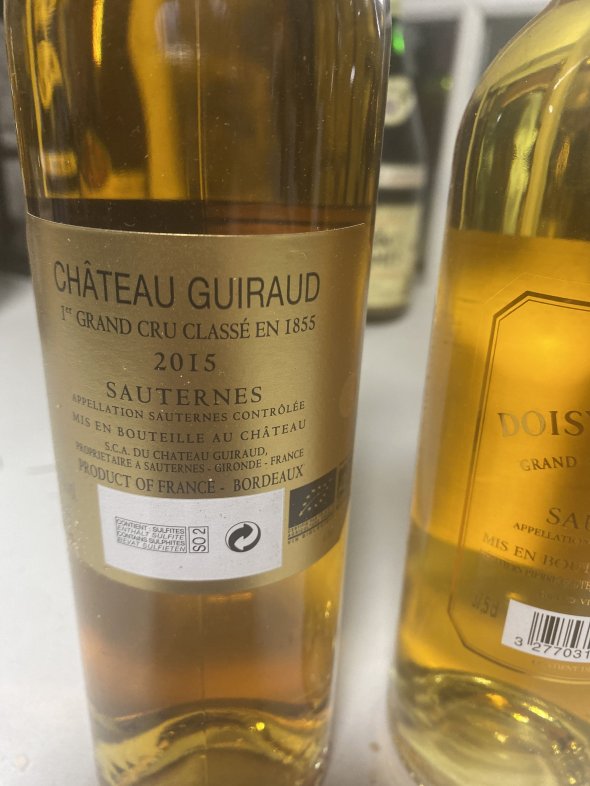 CHÂTEAU GUIRAUD
1er GRAND CRU CLASSÉ EN 1855
2015
SAUTERNES
APPELLATION SAUTERNES CONTRÔLÉE
MIS EN BOUTEILLE AU CHÂTEAU
S.C.A. DU CHATEAU GUIRAUD,
PROPRIETAIRE A SAUTERNES - GIRONDE - FRANCE
PRODUCT OF FRANCE - BORDEAUX
CONTIENT : SULFITES
ENTHÄLT SULFITE
CONTAINS SULPHITES
BEVAT SULFIETEN
SO2
DOIS
GRAND
SAU
MIS EN BOU
3 277031